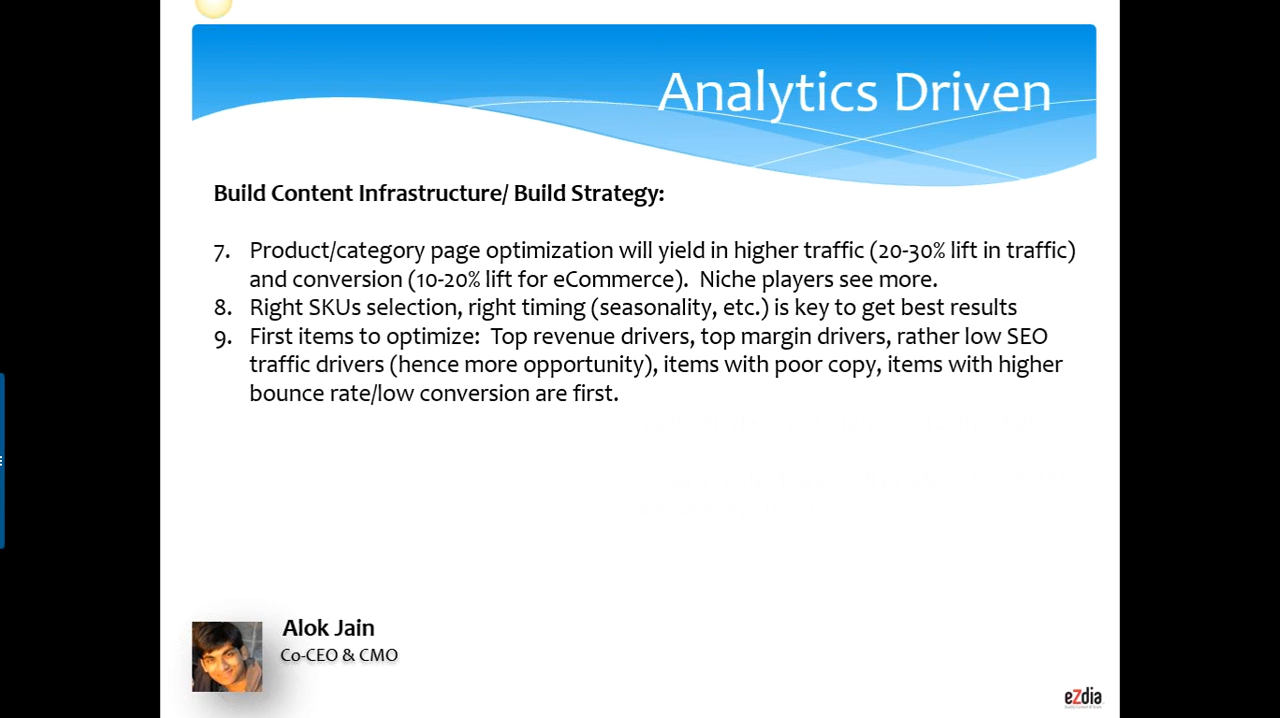 Analytics Driven
Build Content Infrastructure/ Build Strategy:
7. Product/category page optimization will yield in higher traffic (20-30% lift in traffic)
and conversion (10-20% lift for eCommerce). Niche players see more.
8. Right SKUs selection, right timing (seasonality, etc.) is key to get best results
9. First items to optimize: Top revenue drivers, top margin drivers, rather low SEO
traffic drivers (hence more opportunity), items with poor copy, items with higher
bounce rate/low conversion are first.
Alok Jain
Co-CEO & CMO
eZdia